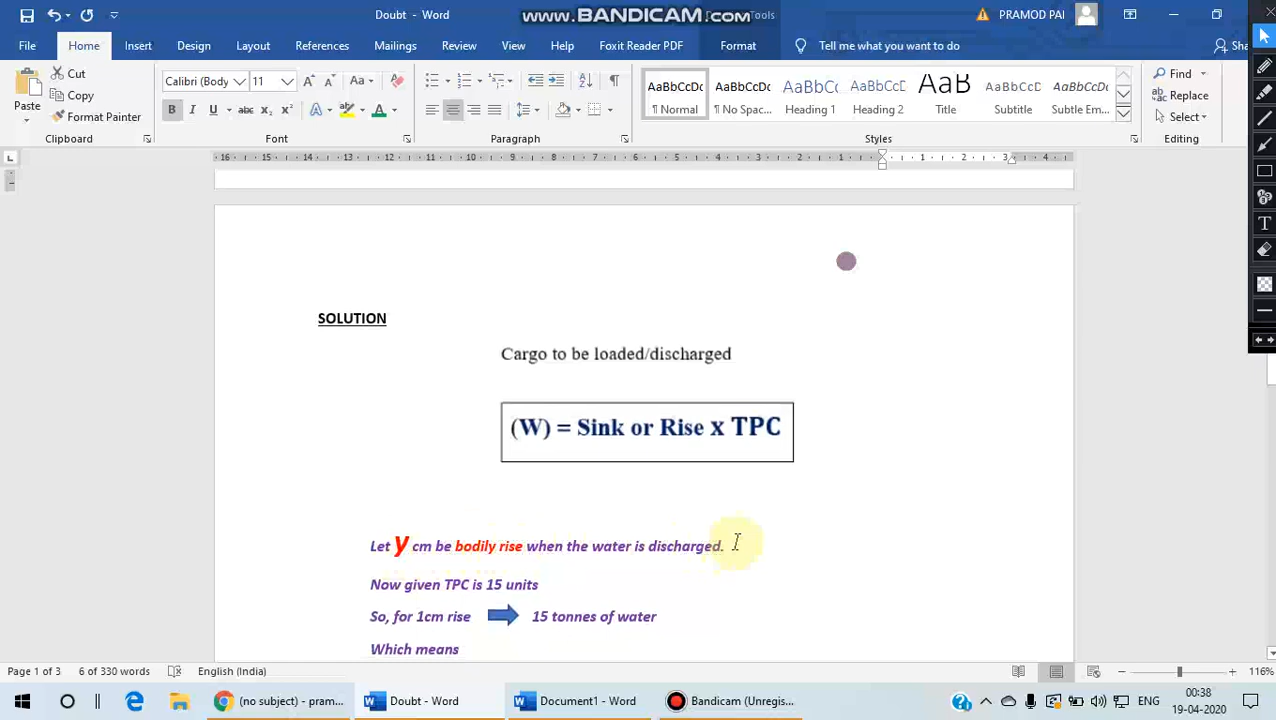 www.BANDICAM.com
Tools
PRAMOD PAI
File
Home
Insert
Design
Layout
References
Mailings
Review
View
Help
Foxit Reader PDF
Format
Tell me what you want to do
Sha
Paste
Cut
Copy
Format Painter
Clipboard
Calibri (Body
11
Font
Paragraph
AaBbCcDc
¶ Normal
AaBbCcDc
¶ No Spac...
AaBbC
Heading 1
AaBbCcD
Heading 2
AaB
Title
AaBbCcD
Subtitle
AaBbCcDc
Subtle Em...
Styles
Find
Replace
Select
Editing
SOLUTION
Cargo to be loaded/discharged
(W) = Sink or Rise x TPC
Let y cm be bodily rise when the water is discharged.
Now given TPC is 15 units
So, for 1cm rise 15 tonnes of water
Which means
Page 1 of 3
6 of 330 words
English (India)
116%
(no subject) - pram...
Doubt - Word
Document1 - Word
Bandicam (Unregis...
ENG
00:38
19-04-2020